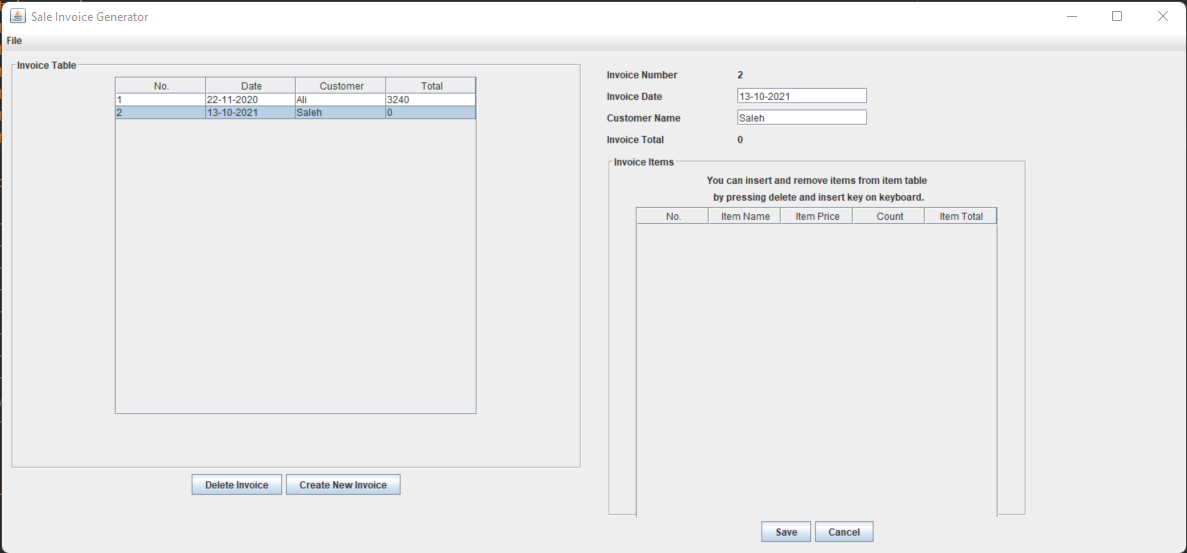 Sale Invoice Generator
File
Invoice Table
No. Date Customer Total
1 22-11-2020 Ali 3240
2 13-10-2021 Saleh 0
Delete Invoice Create New Invoice
Invoice Number 2
Invoice Date 13-10-2021
Customer Name Saleh
Invoice Total 0
Invoice Items
You can insert and remove items from item table
by pressing delete and insert key on keyboard.
No. Item Name Item Price Count Item Total
Save Cancel